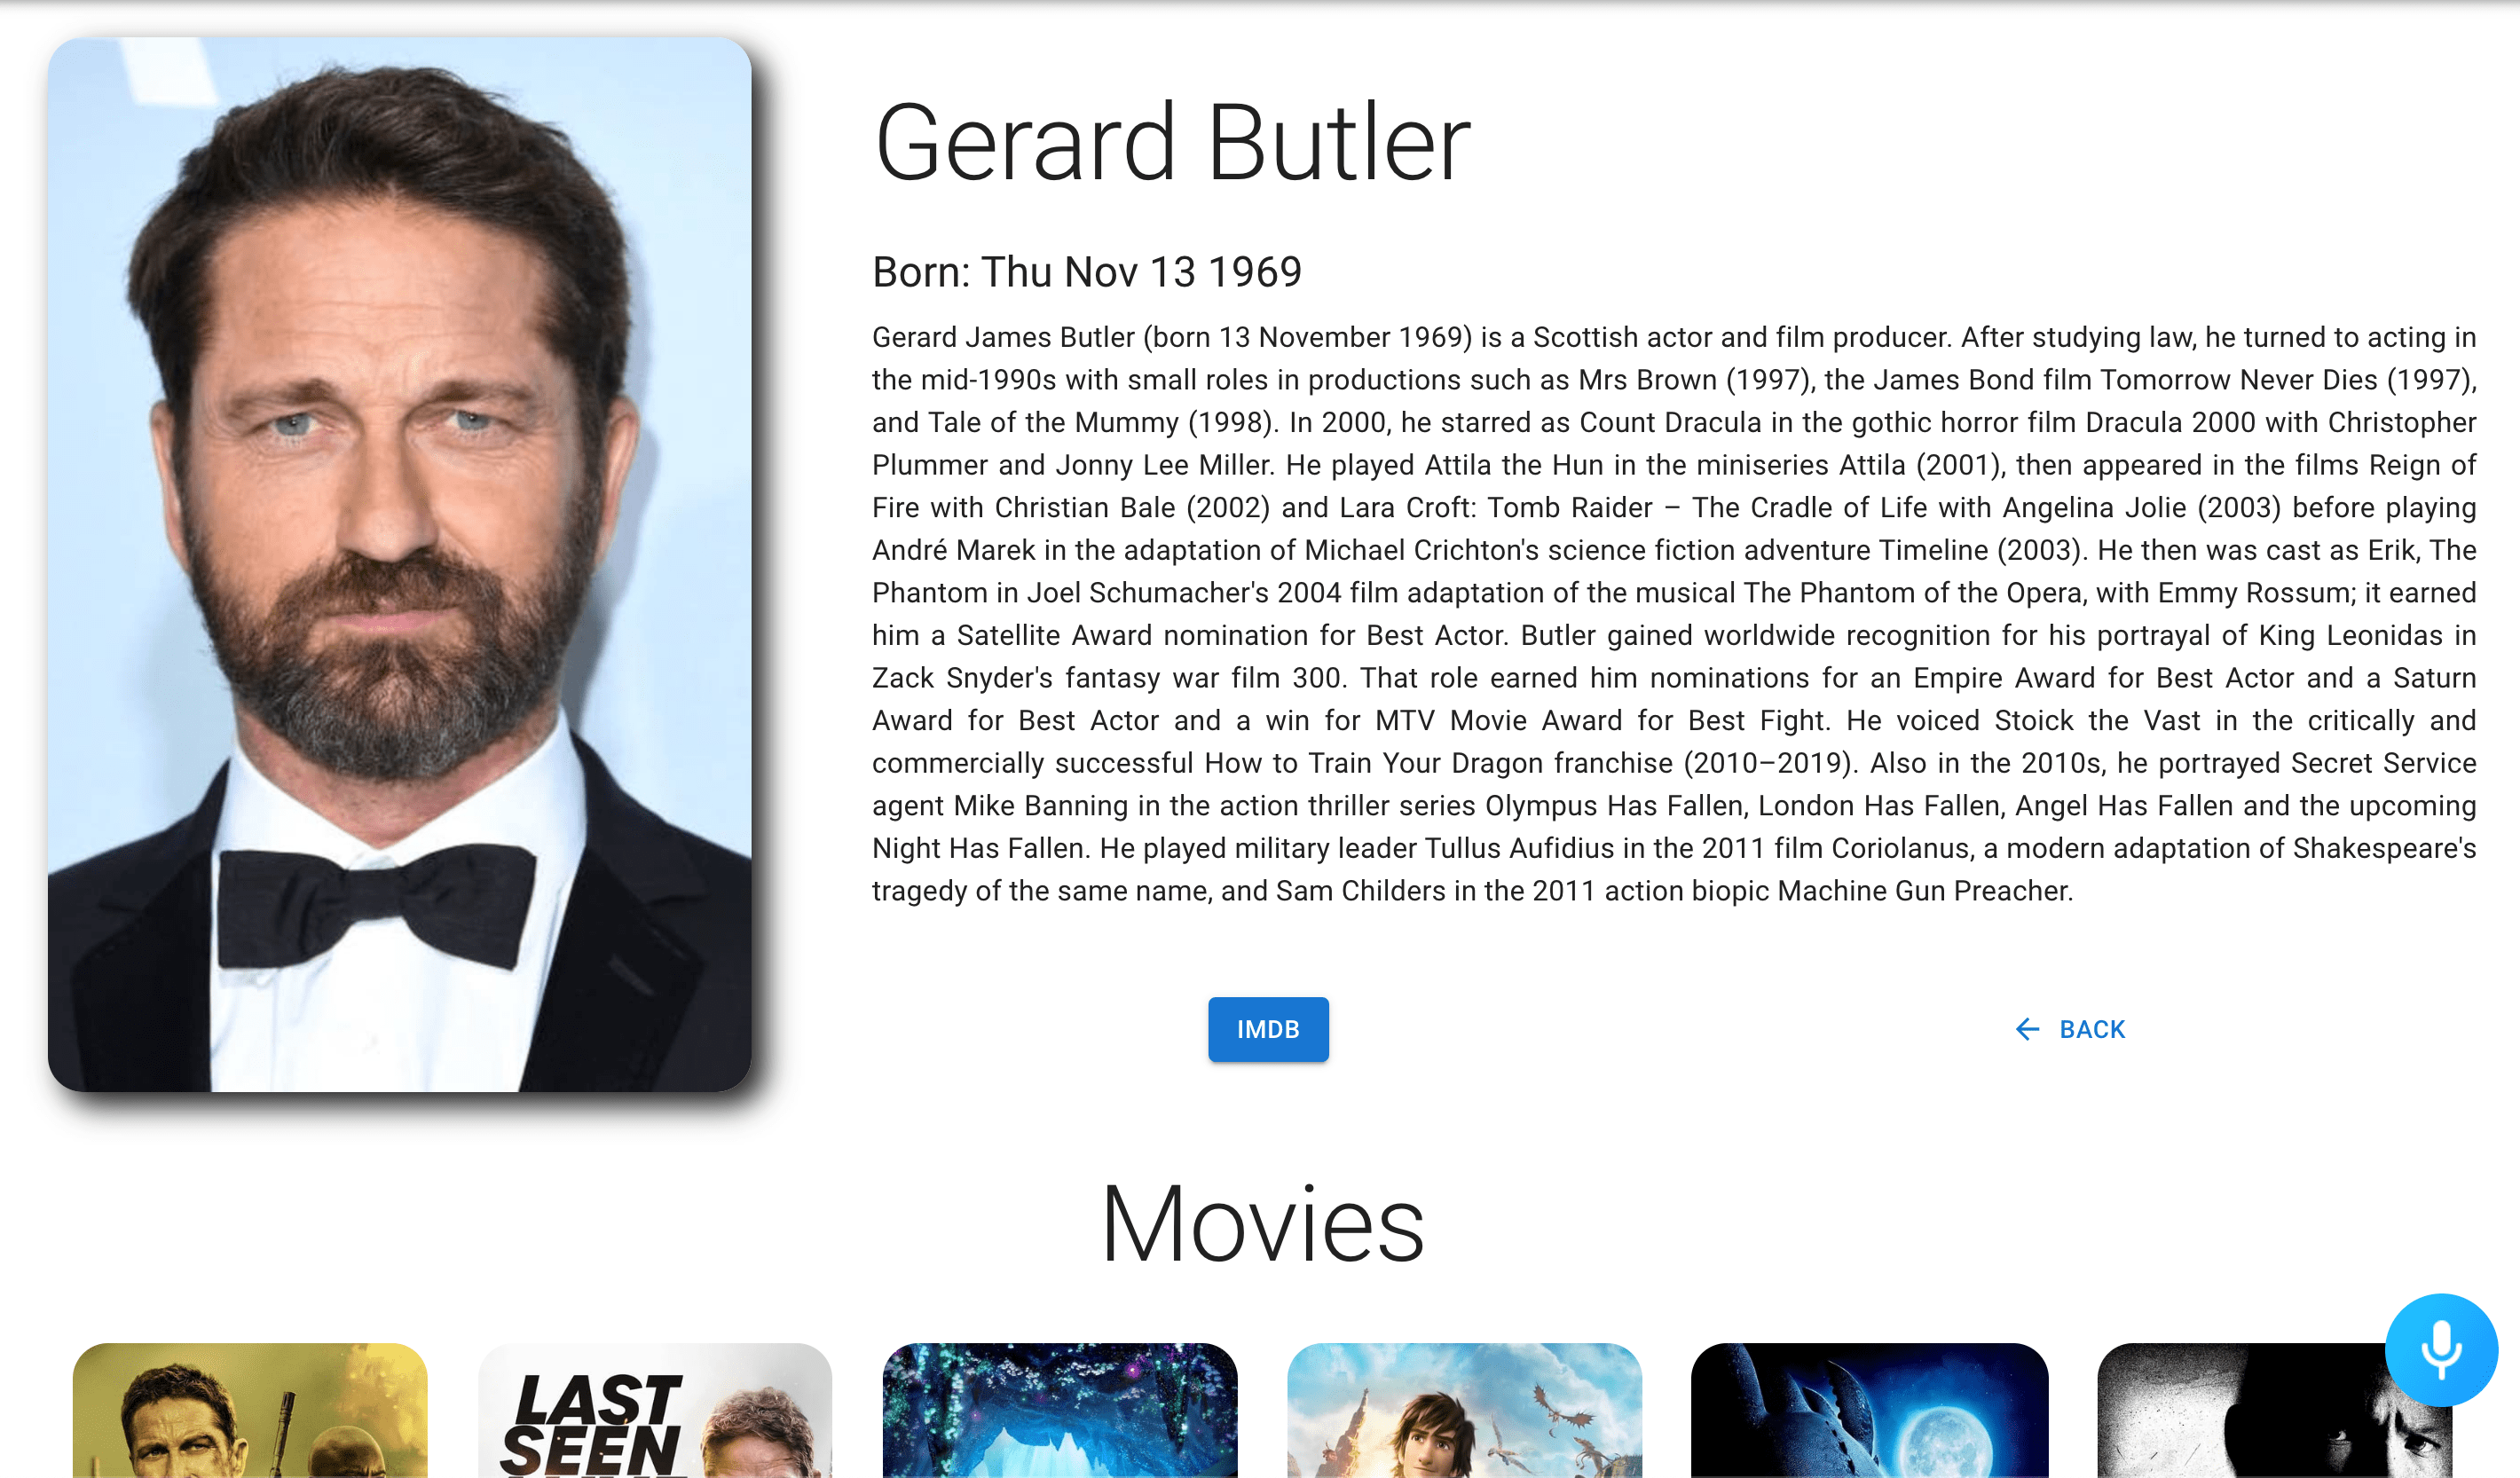 Gerard Butler
Born: Thu Nov 13 1969
Gerard James Butler (born 13 November 1969) is a Scottish actor and film producer. After studying law, he turned to acting in
the mid-1990s with small roles in productions such as Mrs Brown (1997), the James Bond film Tomorrow Never Dies (1997),
and Tale of the Mummy (1998). In 2000, he starred as Count Dracula in the gothic horror film Dracula 2000 with Christopher
Plummer and Jonny Lee Miller. He played Attila the Hun in the miniseries Attila (2001), then appeared in the films Reign of
Fire with Christian Bale (2002) and Lara Croft: Tomb Raider – The Cradle of Life with Angelina Jolie (2003) before playing
André Marek in the adaptation of Michael Crichton's science fiction adventure Timeline (2003). He then was cast as Erik, The
Phantom in Joel Schumacher's 2004 film adaptation of the musical The Phantom of the Opera, with Emmy Rossum; it earned
him a Satellite Award nomination for Best Actor. Butler gained worldwide recognition for his portrayal of King Leonidas in
Zack Snyder's fantasy war film 300. That role earned him nominations for an Empire Award for Best Actor and a Saturn
Award for Best Actor and a win for MTV Movie Award for Best Fight. He voiced Stoick the Vast in the critically and
commercially successful How to Train Your Dragon franchise (2010–2019). Also in the 2010s, he portrayed Secret Service
agent Mike Banning in the action thriller series Olympus Has Fallen, London Has Fallen, Angel Has Fallen and the upcoming
Night Has Fallen. He played military leader Tullus Aufidius in the 2011 film Coriolanus, a modern adaptation of Shakespeare's
tragedy of the same name, and Sam Childers in the 2011 action biopic Machine Gun Preacher.
IMDB
BACK
Movies
LAST
SEEN